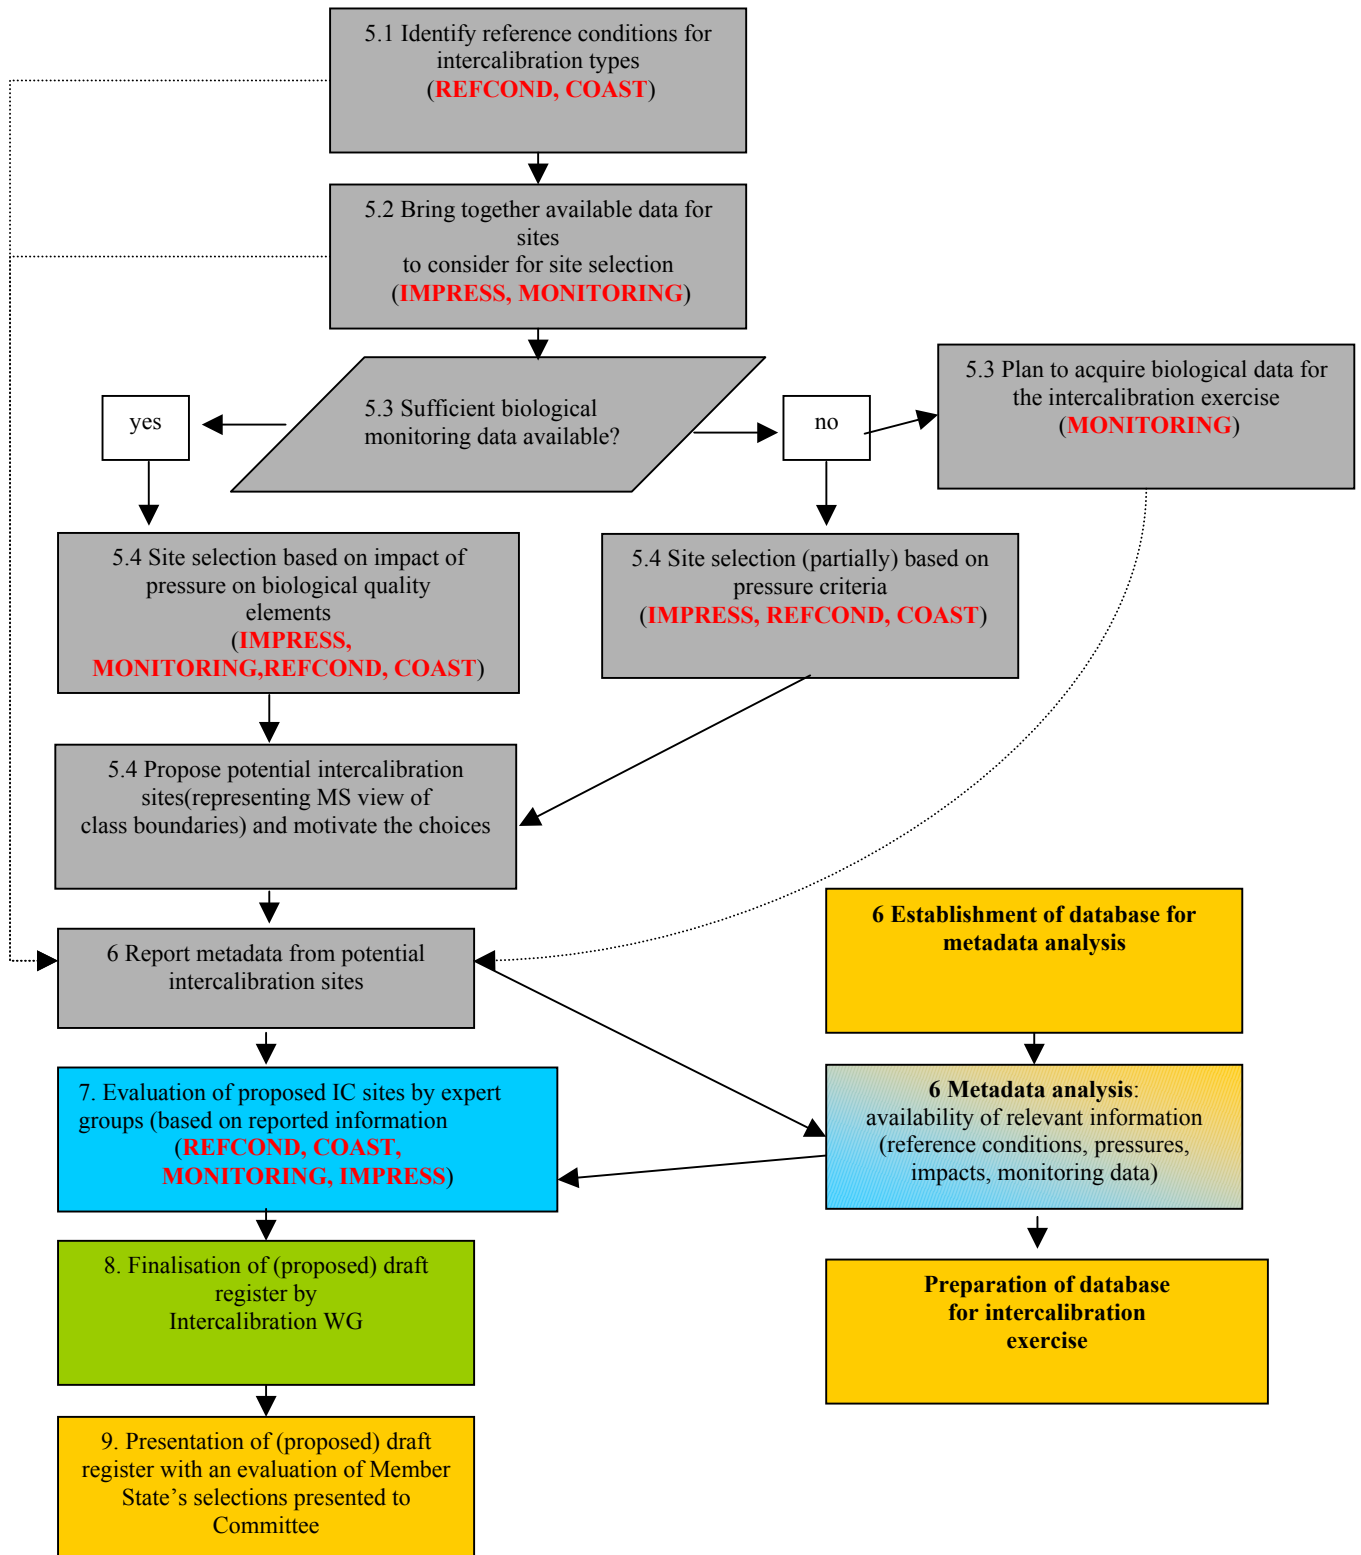 5.1 Identify reference conditions for
intercalibration types
(REFCOND, COAST)
5.2 Bring together available data for
sites
to consider for site selection
(IMPRESS, MONITORING)
5.3 Sufficient biological
monitoring data available?
yes
no
5.3 Plan to acquire biological data for
the intercalibration exercise
(MONITORING)
5.4 Site selection based on impact of
pressure on biological quality
elements
(IMPRESS,
MONITORING,REFCOND, COAST)
5.4 Site selection (partially) based on
pressure criteria
(IMPRESS, REFCOND, COAST)
5.4 Propose potential intercalibration
sites(representing MS view of
class boundaries) and motivate the choices
6 Report metadata from potential
intercalibration sites
6 Establishment of database for
metadata analysis
7. Evaluation of proposed IC sites by expert
groups (based on reported information
(REFCOND, COAST,
MONITORING, IMPRESS)
6 Metadata analysis:
availability of relevant information
(reference conditions, pressures,
impacts, monitoring data)
8. Finalisation of (proposed) draft
register by
Intercalibration WG
Preparation of database
for intercalibration
exercise
9. Presentation of (proposed) draft
register with an evaluation of Member
State’s selections presented to
Committee